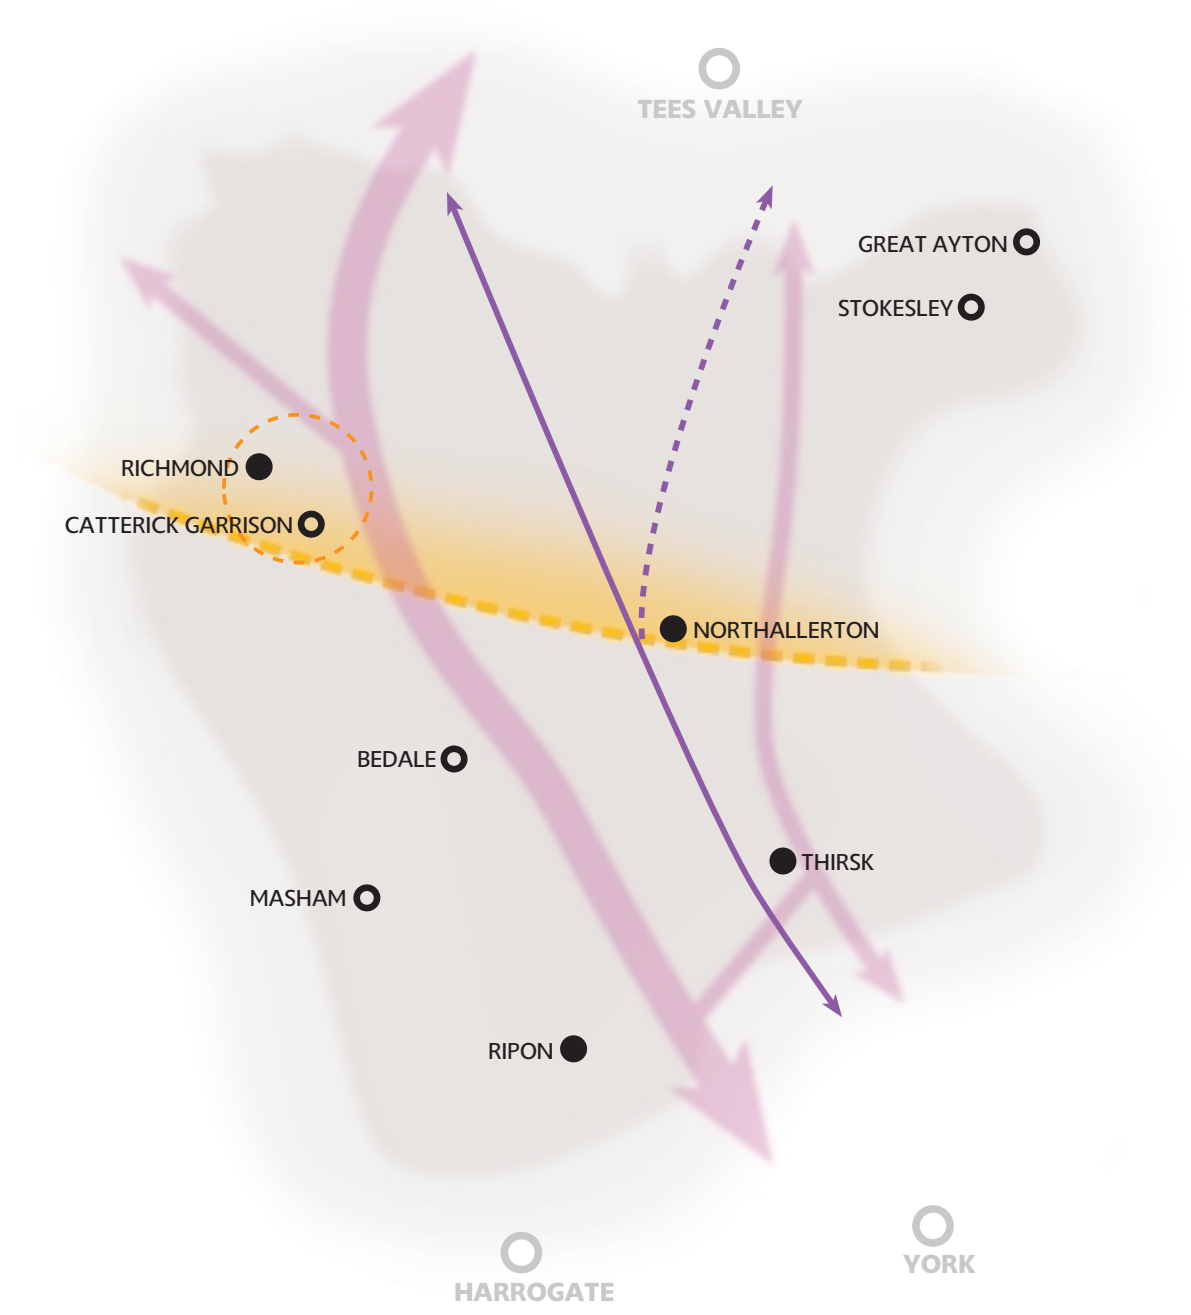 TEES VALLEY
GREAT AYTON
STOKESLEY
RICHMOND
CATTERICK GARRISON
NORTHALLERTON
BEDALE
THIRSK
MASHAM
RIPON
YORK
HARROGATE